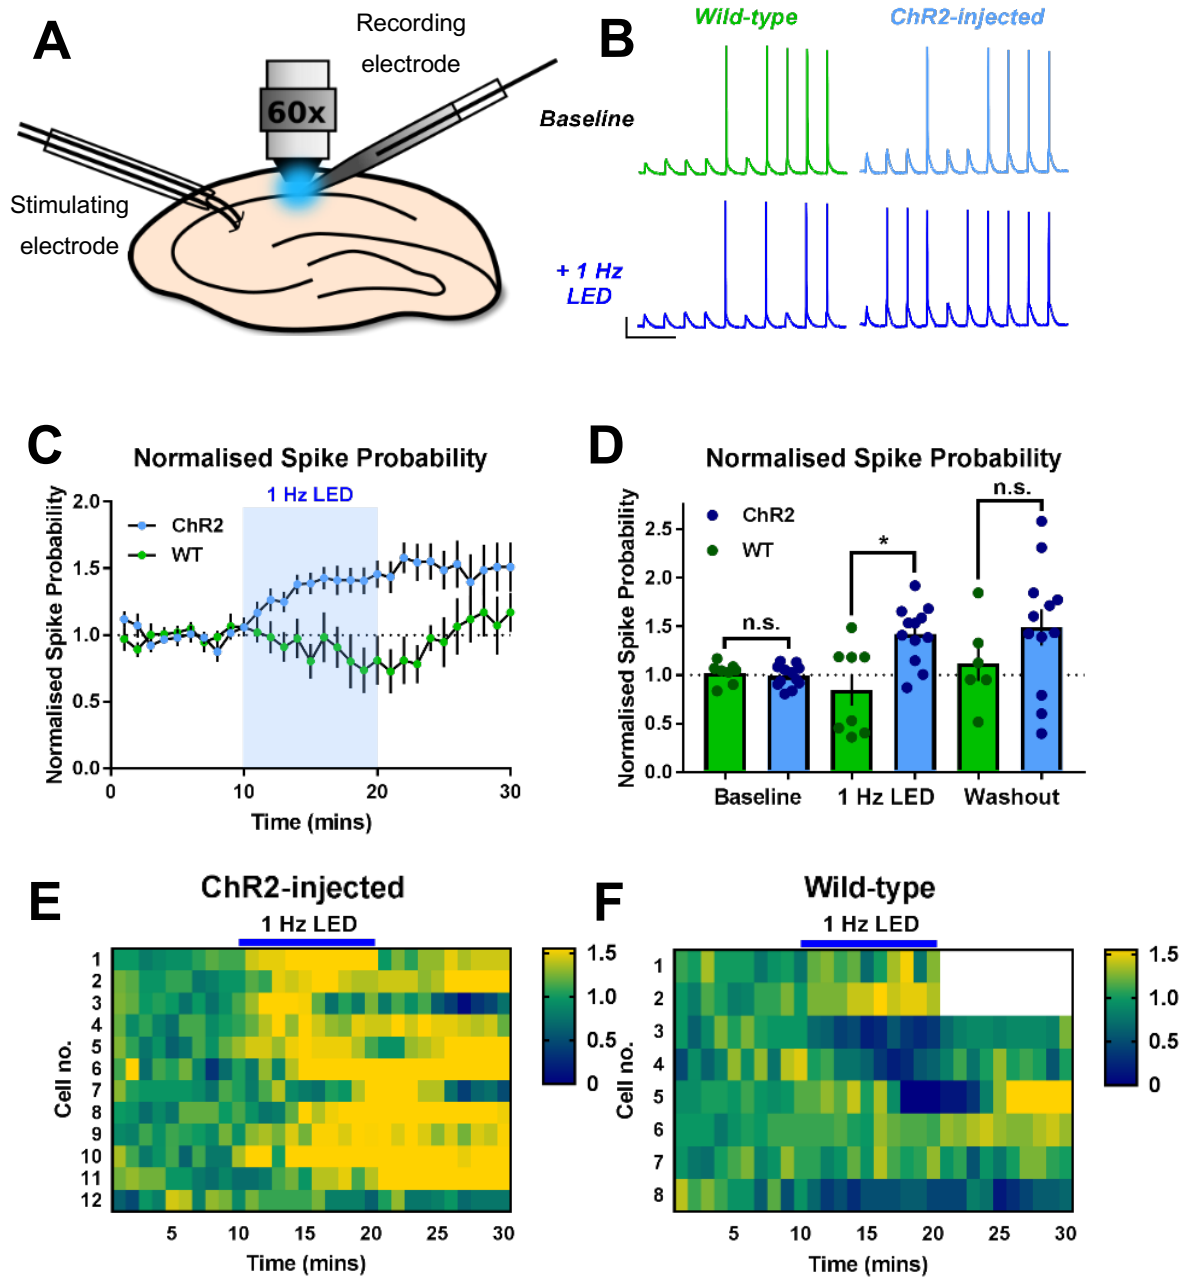 A
Recording
electrode
60x
Stimulating
electrode
B
Wild-type
ChR2-injected
Baseline
+ 1 Hz
LED
C
Normalised Spike Probability
1 Hz LED
ChR2
WT
Normalised Spike Probability
2.0
1.5
1.0
0.5
0.0
0
10
20
30
Time (mins)
D
Normalised Spike Probability
n.s.
ChR2
WT
*
n.s.
Normalised Spike Probability
2.5
2.0
1.5
1.0
0.5
0.0
Baseline
1 Hz LED
Washout
E
ChR2-injected
1 Hz LED
Cell no.
1
2
3
4
5
6
7
8
9
10
11
12
1.5
1.0
0.5
0
5
10
15
20
25
30
Time (mins)
F
Wild-type
1 Hz LED
Cell no.
1
2
3
4
5
6
7
8
1.5
1.0
0.5
0
5
10
15
20
25
30
Time (mins)